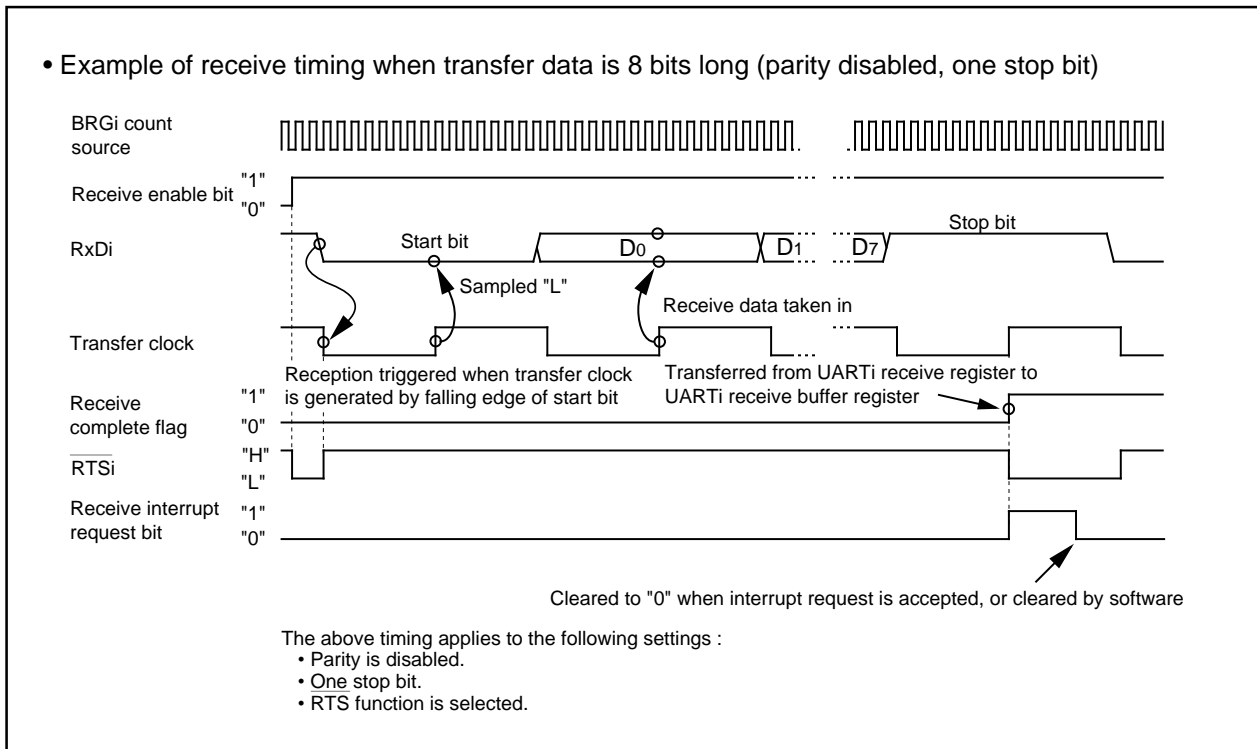 • Example of receive timing when transfer data is 8 bits long (parity disabled, one stop bit)
BRGi count
source
Receive enable bit
"1"
"0"
RxDi
Start bit
D0
D1
D7
Stop bit
Sampled "L"
Receive data taken in
Transfer clock
Reception triggered when transfer clock
is generated by falling edge of start bit
Transferred from UARTi receive register to
UARTi receive buffer register
Receive
complete flag
"1"
"0"
RTSi
"H"
"L"
Receive interrupt
request bit
"1"
"0"
Cleared to "0" when interrupt request is accepted, or cleared by software
The above timing applies to the following settings :
• Parity is disabled.
• One stop bit.
• RTS function is selected.